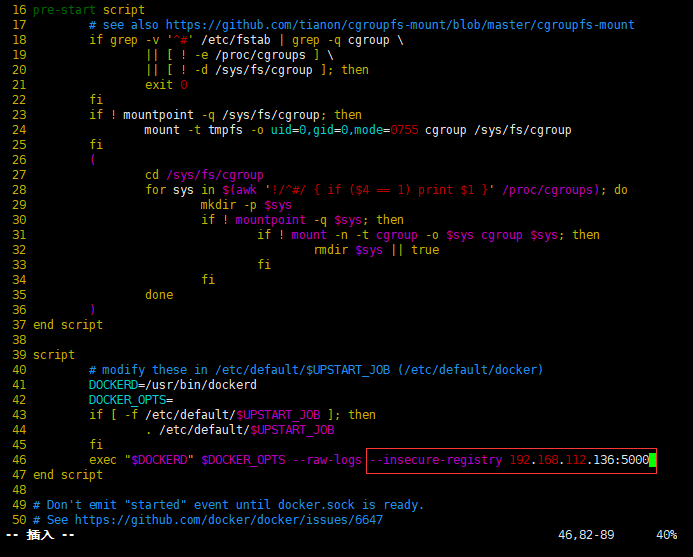 16 pre-start script
17         # see also https://github.com/tianon/cgroupfs-mount/blob/master/cgroupfs-mount
18         if grep -v '^#' /etc/fstab | grep -q cgroup \
19                 || [ ! -e /proc/cgroups ] \
20                 || [ ! -d /sys/fs/cgroup ]; then
21                 exit 0
22         fi
23         if ! mountpoint -q /sys/fs/cgroup; then
24                 mount -t tmpfs -o uid=0,gid=0,mode=0755 cgroup /sys/fs/cgroup
25         fi
26         (
27                 cd /sys/fs/cgroup
28                 for sys in $(awk '!/^#/ { if ($4 == 1) print $1 }' /proc/cgroups); do
29                         mkdir -p $sys
30                         if ! mountpoint -q $sys; then
31                                 if ! mount -n -t cgroup -o $sys cgroup $sys; then
32                                         rmdir $sys || true
33                                 fi
34                         fi
35                 done
36         )
37 end script
38
39 script
40         # modify these in /etc/default/$UPSTART_JOB (/etc/default/docker)
41         DOCKERD=/usr/bin/dockerd
42         DOCKER_OPTS=
43         if [ -f /etc/default/$UPSTART_JOB ]; then
44                 . /etc/default/$UPSTART_JOB
45         fi
46         exec "$DOCKERD" $DOCKER_OPTS --raw-logs --insecure-registry 192.168.112.136:5000
47 end script
48
49 # Don't emit "started" event until docker.sock is ready.
50 # See https://github.com/docker/docker/issues/6647
-- 插入 -- 46,82-89 40%